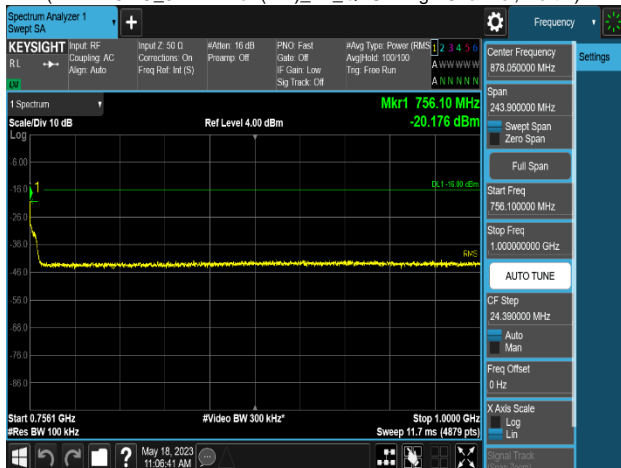 Spectrum Analyzer 1
Swept SA
Frequency
KEYSIGHT
RL
Input: RF
Coupling: AC
Align: Auto
Input Z: 50 Ω
Corrections: On
Freq Ref: Int (S)
#Atten: 16 dB
Preamp: Off
PNO: Fast
Gate: Off
IF Gain: Low
Sig Track: Off
#Avg Type: Power (RMS
Avg|Hold: 100/100
Trig: Free Run
1 2 3 4 5 6
A W W W W W
A N N N N N
1 Spectrum
Mkr1 756.10 MHz
Scale/Div 10 dB
Ref Level 4.00 dBm
-20.176 dBm
Log
-6.00
-16.0
1
DL1 -16.00 dBm
-26.0
-36.0
RMS
-46.0
-56.0
-66.0
-76.0
-86.0
Start 0.7561 GHz
#Video BW 300 kHz*
Stop 1.0000 GHz
#Res BW 100 kHz
Sweep 11.7 ms (4879 pts)
May 18, 2023
11:06:41 AM
Center Frequency
878.050000 MHz
Settings
Span
243.900000 MHz
Swept Span
Zero Span
Full Span
Start Freq
756.100000 MHz
Stop Freq
1.000000000 GHz
AUTO TUNE
CF Step
24.390000 MHz
Auto
Man
Freq Offset
0 Hz
X Axis Scale
Log
Lin
Signal Track
(Span Zoom)